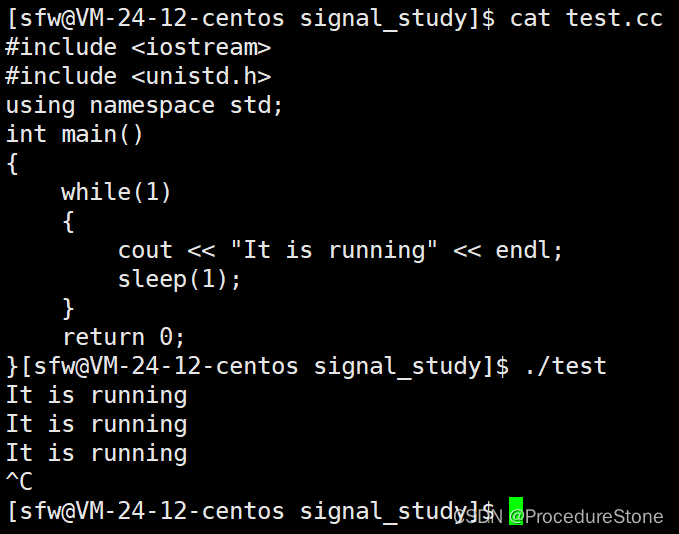 [sfw@VM-24-12-centos signal_study]$ cat test.cc
#include <iostream>
#include <unistd.h>
using namespace std;
int main()
{
    while(1)
    {
        cout << "It is running" << endl;
        sleep(1);
    }
    return 0;
}[sfw@VM-24-12-centos signal_study]$ ./test
It is running
It is running
It is running
^C
[sfw@VM-24-12-centos signal_study]$
CSDN @ProcedureStone